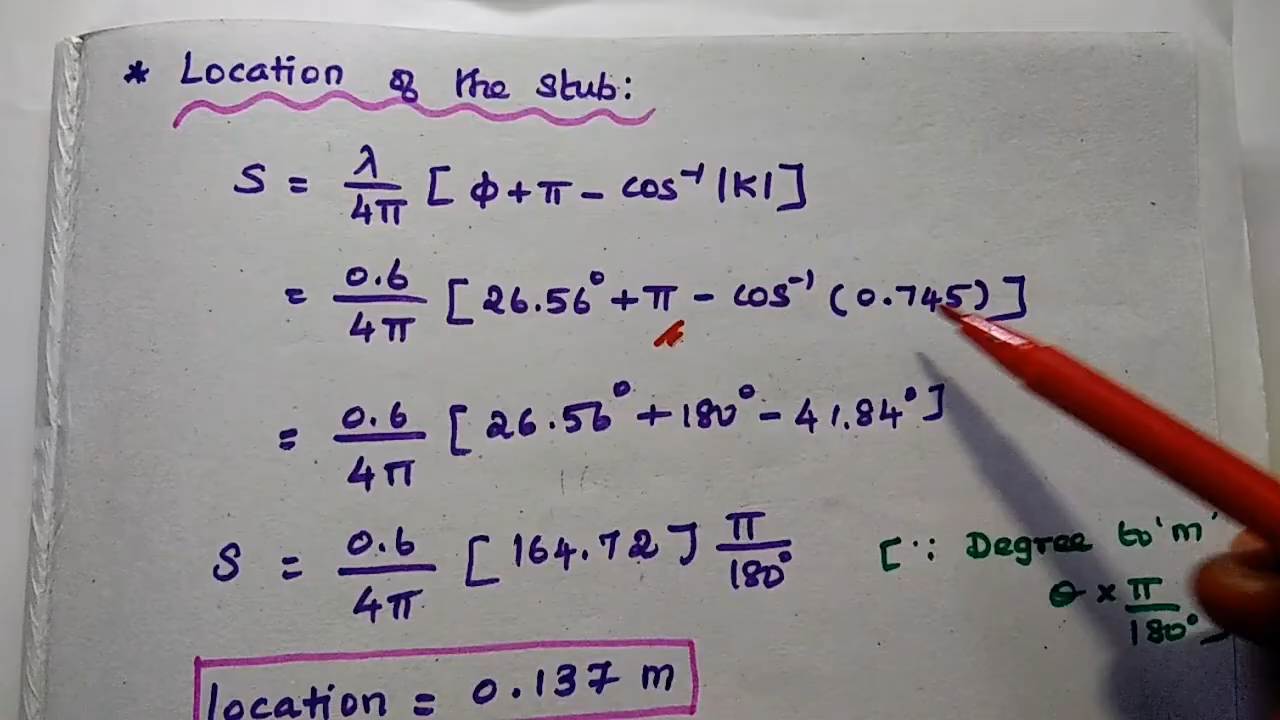 * Location of the stub:
S = λ/4π [ϕ + π - cos⁻¹ |K|]
= 0.6/4π [26.56° + π - cos⁻¹ (0.745)]
= 0.6/4π [26.56° + 180° - 41.84°]
S = 0.6/4π [164.72] π/180°
[∵ Degree to 'm'
θ × π/180°]
location = 0.137 m